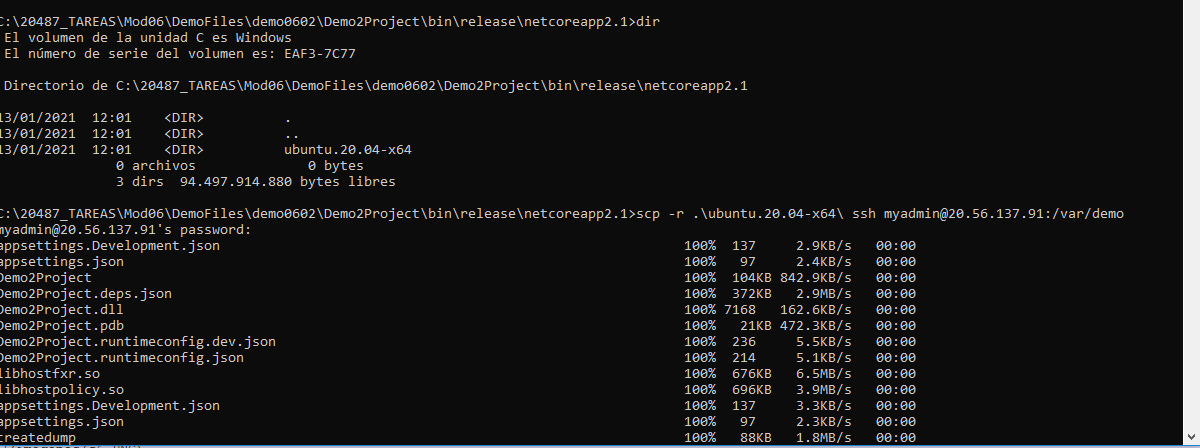 C:\20487_TAREAS\Mod06\DemoFiles\demo0602\Demo2Project\bin\release\netcoreapp2.1>dir
El volumen de la unidad C es Windows
El número de serie del volumen es: EAF3-7C77
Directorio de C:\20487_TAREAS\Mod06\DemoFiles\demo0602\Demo2Project\bin\release\netcoreapp2.1
13/01/2021  12:01    <DIR>          .
13/01/2021  12:01    <DIR>          ..
13/01/2021  12:01    <DIR>          ubuntu.20.04-x64
0 archivos              0 bytes
3 dirs  94.497.914.880 bytes libres
C:\20487_TAREAS\Mod06\DemoFiles\demo0602\Demo2Project\bin\release\netcoreapp2.1>scp -r .\ubuntu.20.04-x64\ ssh myadmin@20.56.137.91:/var/demo
myadmin@20.56.137.91's password:
appsettings.Development.json 100% 137 2.9KB/s 00:00
appsettings.json 100% 97 2.4KB/s 00:00
Demo2Project 100% 104KB 842.9KB/s 00:00
Demo2Project.deps.json 100% 372KB 2.9MB/s 00:00
Demo2Project.dll 100% 7168 162.6KB/s 00:00
Demo2Project.pdb 100% 21KB 472.3KB/s 00:00
Demo2Project.runtimeconfig.dev.json 100% 236 5.5KB/s 00:00
Demo2Project.runtimeconfig.json 100% 214 5.1KB/s 00:00
libhostfxr.so 100% 676KB 6.5MB/s 00:00
libhostpolicy.so 100% 696KB 3.9MB/s 00:00
appsettings.Development.json 100% 137 3.3KB/s 00:00
appsettings.json 100% 97 2.3KB/s 00:00
createdump 100% 88KB 1.8MB/s 00:00